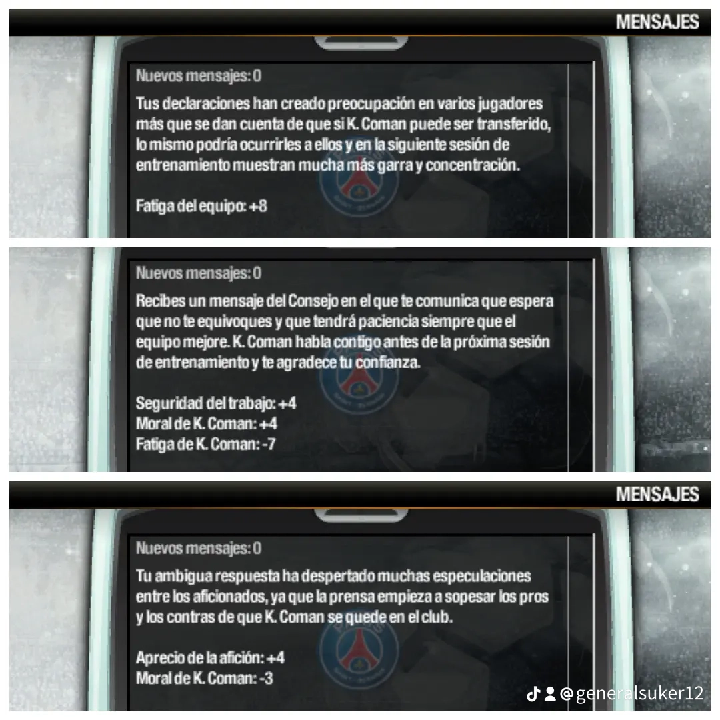 MENSAJES
Nuevos mensajes: 0
Tus declaraciones han creado preocupación en varios jugadores
más que se dan cuenta de que si K. Coman puede ser transferido,
lo mismo podría ocurrirles a ellos y en la siguiente sesión de
entrenamiento muestran mucha más garra y concentración.
Fatiga del equipo: +8
Nuevos mensajes: 0
Recibes un mensaje del Consejo en el que te comunica que espera
que no te equivoques y que tendrá paciencia siempre que el
equipo mejore. K. Coman habla contigo antes de la próxima sesión
de entrenamiento y te agradece tu confianza.
Seguridad del trabajo: +4
Moral de K. Coman: +4
Fatiga de K. Coman: -7
MENSAJES
Nuevos mensajes: 0
Tu ambigua respuesta ha despertado muchas especulaciones
entre los aficionados, ya que la prensa empieza a sopesar los pros
y los contras de que K. Coman se quede en el club.
Aprecio de la afición: +4
Moral de K. Coman: -3
@generalsuker12